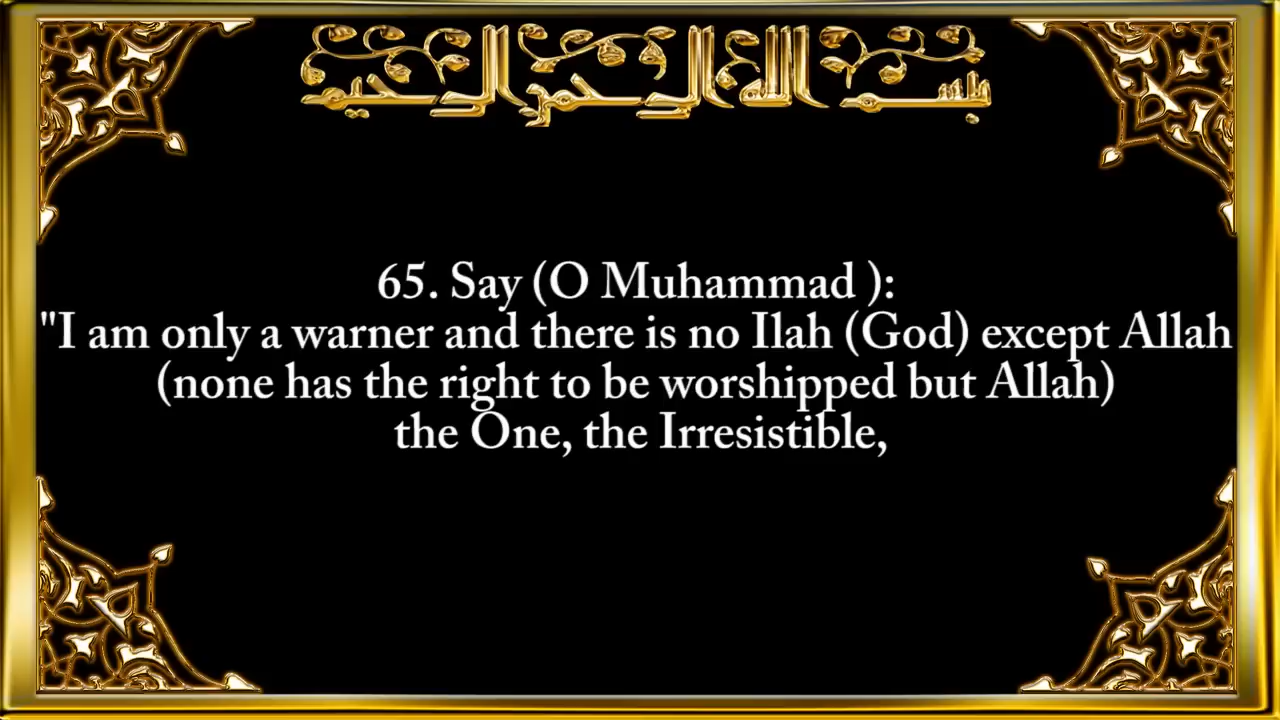 بسم الله الرحمن الرحيم
65. Say (O Muhammad ):
"I am only a warner and there is no Ilah (God) except Allah
(none has the right to be worshipped but Allah)
the One, the Irresistible,